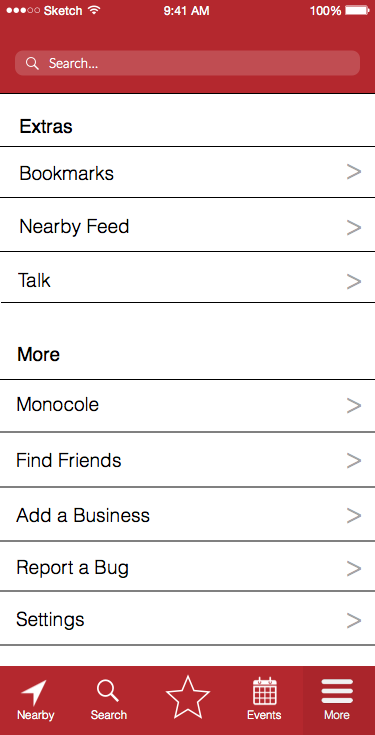 Sketch 9:41 AM 100%
Search...
Extras
Bookmarks >
Nearby Feed >
Talk >
More
Monocole >
Find Friends >
Add a Business >
Report a Bug >
Settings >
Nearby Search Events More